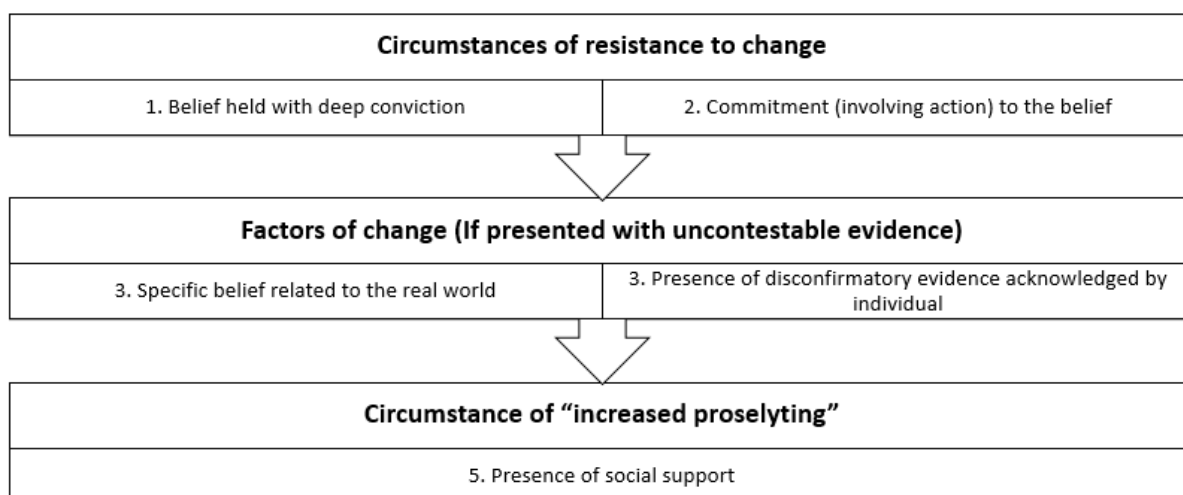 Circumstances of resistance to change
1. Belief held with deep conviction
2. Commitment (involving action) to the belief
Factors of change (If presented with uncontestable evidence)
3. Specific belief related to the real world
3. Presence of disconfirmatory evidence acknowledged by
individual
Circumstance of “increased proselyting”
5. Presence of social support